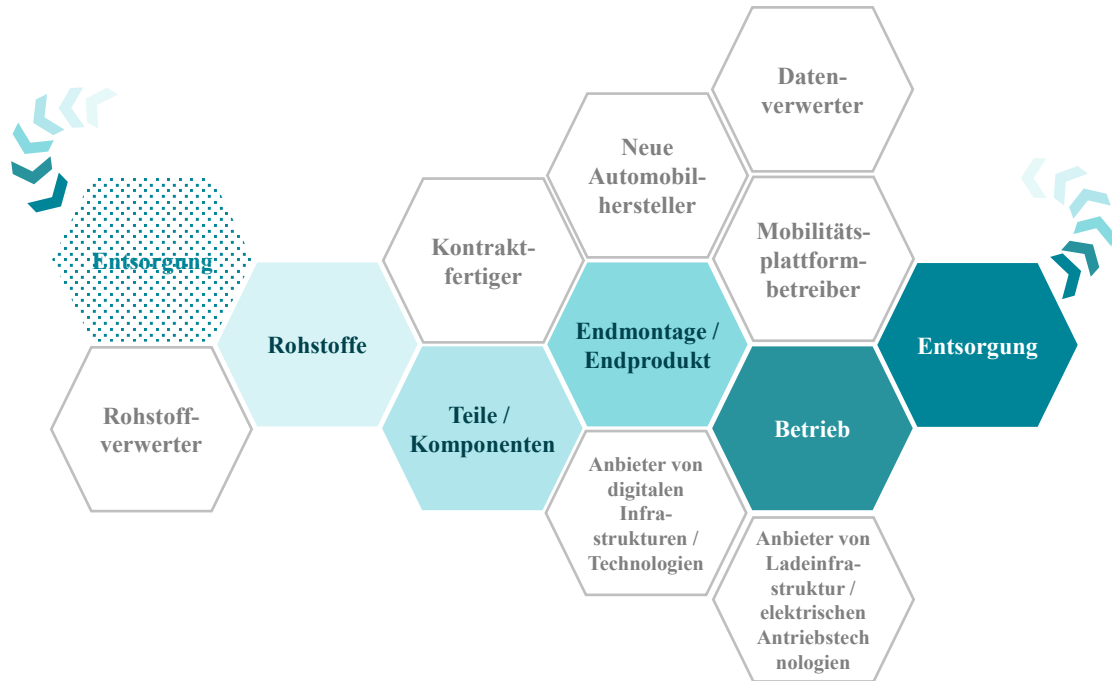 Daten-
verwerter
Neue
Automobil-
hersteller
Mobilitäts-
plattform-
betreiber
Kontrakt-
fertiger
Entsorgung
Rohstoffe
Endmontage /
Endprodukt
Entsorgung
Rohstoff-
verwerter
Teile /
Komponenten
Betrieb
Anbieter von
digitalen
Infra-
strukturen /
Technologien
Anbieter von
Ladeinfra-
struktur /
elektrischen
Antriebstech
nologien